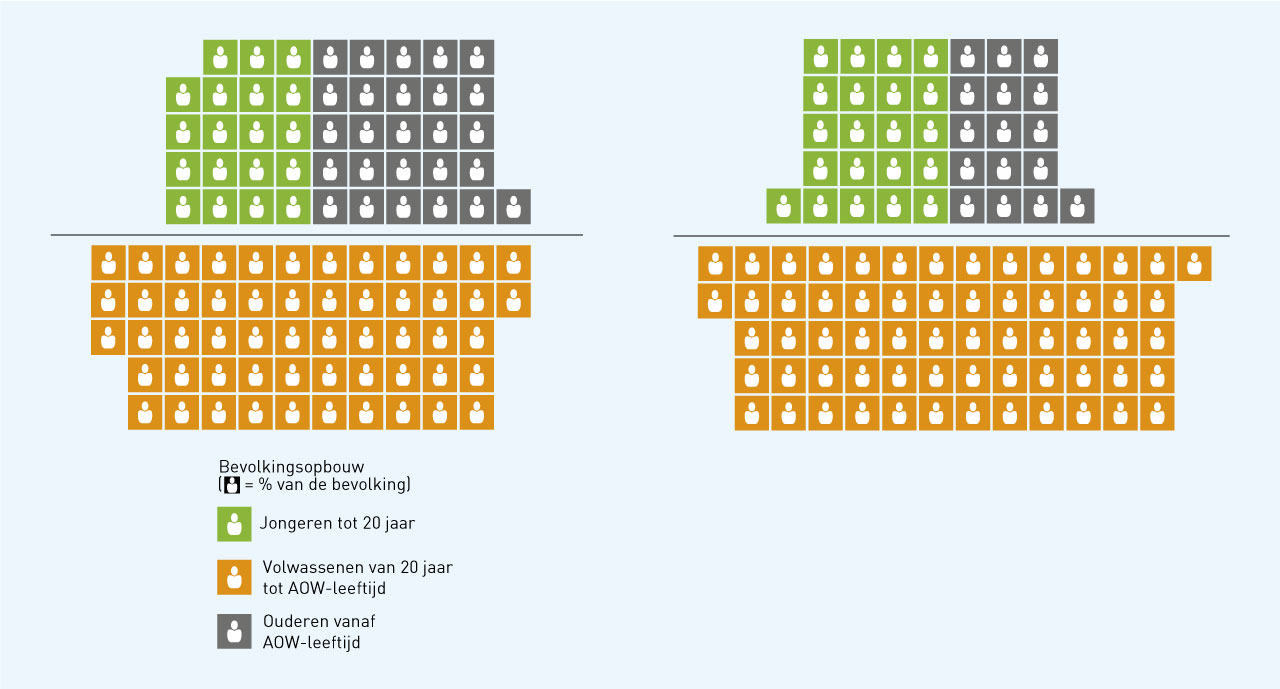 Bevolkingsopbouw
( = % van de bevolking)
Jongeren tot 20 jaar
Volwassenen van 20 jaar
tot AOW-leeftijd
Ouderen vanaf
AOW-leeftijd